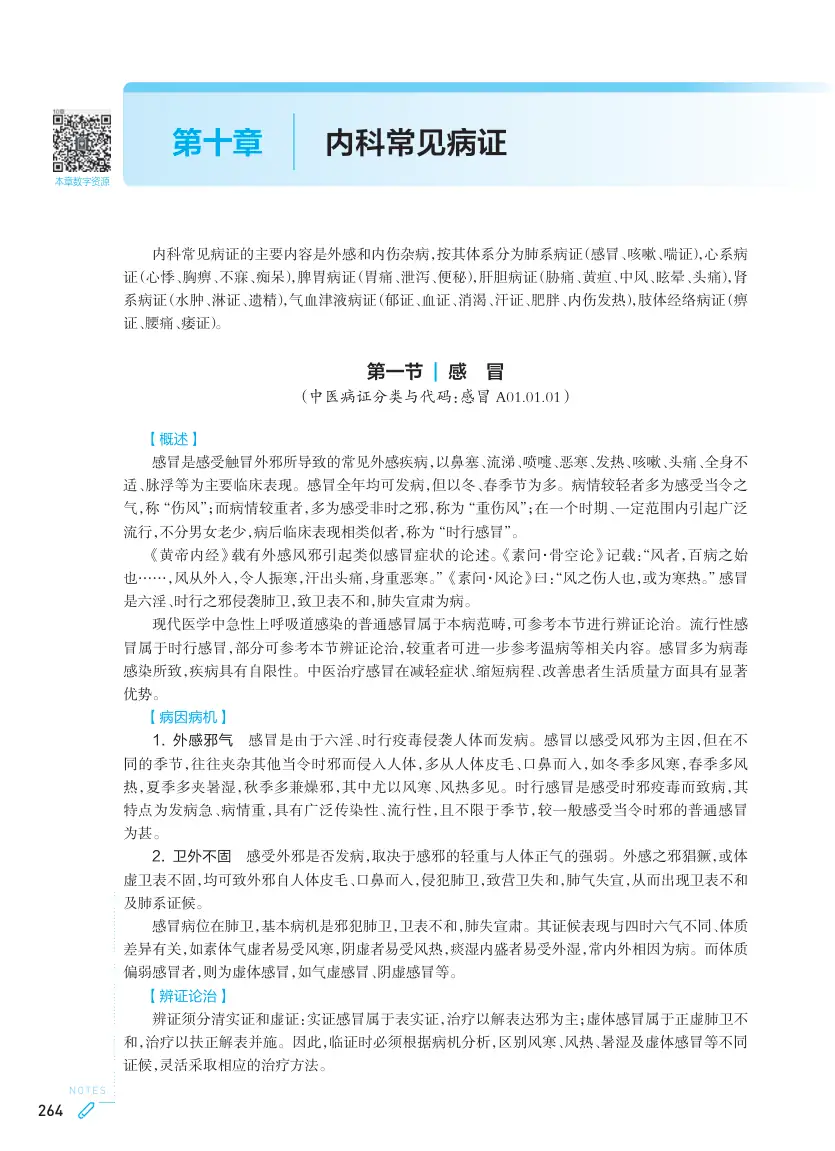 10章
本章数字资源
第十章 内科常见病证
内科常见病证的主要内容是外感和内伤杂病,按其体系分为肺系病证(感冒、咳嗽、喘证),心系病
证(心悸、胸痹、不寐、痴呆),脾胃病证(胃痛、泄泻、便秘),肝胆病证(胁痛、黄疸、中风、眩晕、头痛),肾
系病证(水肿、淋证、遗精),气血津液病证(郁证、血证、消渴、汗证、肥胖、内伤发热),肢体经络病证(痹
证、腰痛、痿证)。
第一节 | 感 冒
(中医病证分类与代码:感冒 A01.01.01)
【概述】
感冒是感受触冒外邪所导致的常见外感疾病,以鼻塞、流涕、喷嚏、恶寒、发热、咳嗽、头痛、全身不
适、脉浮等为主要临床表现。感冒全年均可发病,但以冬、春季节为多。病情较轻者多为感受当令之
气,称“伤风”;而病情较重者,多为感受非时之邪,称为“重伤风”;在一个时期、一定范围内引起广泛
流行,不分男女老少,病后临床表现相类似者,称为“时行感冒”。
《黄帝内经》载有外感风邪引起类似感冒症状的论述。《素问·骨空论》记载:“风者,百病之始
也……,风从外入,令人振寒,汗出头痛,身重恶寒。”《素问·风论》曰:“风之伤人也,或为寒热。”感冒
是六淫、时行之邪侵袭肺卫,致卫表不和,肺失宣肃为病。
现代医学中急性上呼吸道感染的普通感冒属于本病范畴,可参考本节进行辨证论治。流行性感
冒属于时行感冒,部分可参考本节辨证论治,较重者可进一步参考温病等相关内容。感冒多为病毒
感染所致,疾病具有自限性。中医治疗感冒在减轻症状、缩短病程、改善患者生活质量方面具有显著
优势。
【病因病机】
1. 外感邪气 感冒是由于六淫、时行疫毒侵袭人体而发病。感冒以感受风邪为主因,但在不
同的季节,往往夹杂其他当令时邪而侵入人体,多从人体皮毛、口鼻而入,如冬季多风寒,春季多风
热,夏季多夹暑湿,秋季多兼燥邪,其中尤以风寒、风热多见。时行感冒是感受时邪疫毒而致病,其
特点为发病急、病情重,具有广泛传染性、流行性,且不限于季节,较一般感受当令时邪的普通感冒
为甚。
2. 卫外不固 感受外邪是否发病,取决于感邪的轻重与人体正气的强弱。外感之邪猖獗,或体
虚卫表不固,均可致外邪自人体皮毛、口鼻而入,侵犯肺卫,致营卫失和,肺气失宣,从而出现卫表不和
及肺系证候。
感冒病位在肺卫,基本病机是邪犯肺卫,卫表不和,肺失宣肃。其证候表现与四时六气不同、体质
差异有关,如素体气虚者易受风寒,阴虚者易受风热,痰湿内盛者易受外湿,常内外相因为病。而体质
偏弱感冒者,则为虚体感冒,如气虚感冒、阴虚感冒等。
【辨证论治】
辨证须分清实证和虚证:实证感冒属于表实证,治疗以解表达邪为主;虚体感冒属于正虚肺卫不
和,治疗以扶正解表并施。因此,临证时必须根据病机分析,区别风寒、风热、暑湿及虚体感冒等不同
证候,灵活采取相应的治疗方法。
NOTES
264